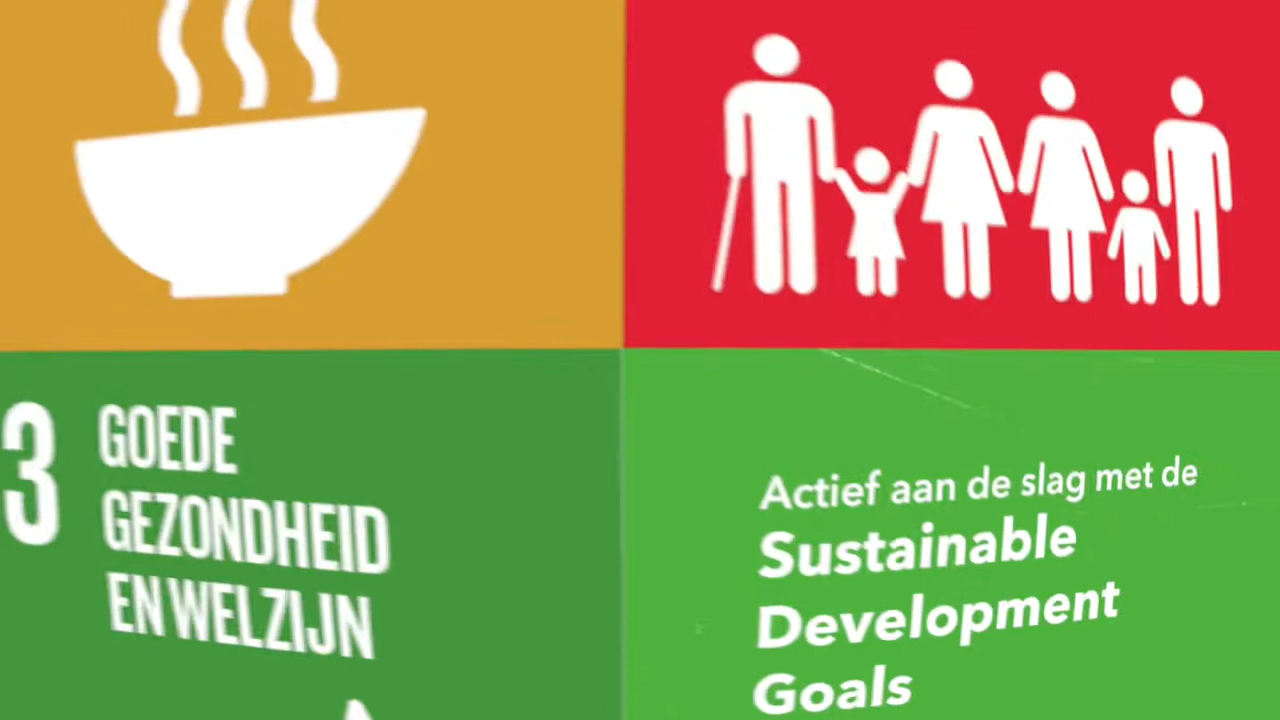 3 GOEDE
GEZONDHEID
EN WELZIJN
Actief aan de slag met de
Sustainable
Development
Goals